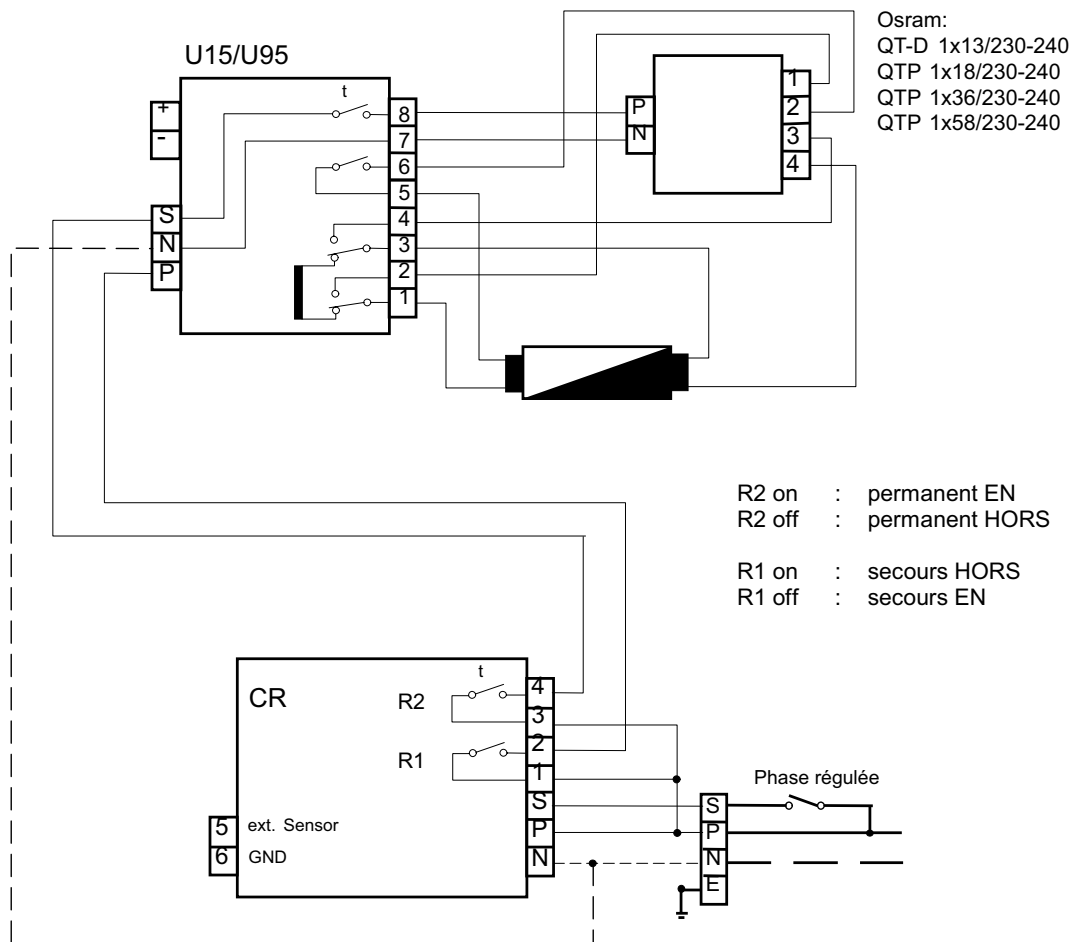 Osram:
QT-D 1x13/230-240
QTP 1x18/230-240
QTP 1x36/230-240
QTP 1x58/230-240
U15/U95
t
+
-
S
N
P
8
7
6
5
4
3
2
1
P
N
1
2
3
4
R2 on : permanent EN
R2 off : permanent HORS
R1 on : secours HORS
R1 off : secours EN
CR
t
R2
R1
4
3
2
1
S
P
N
5 ext. Sensor
6 GND
Phase régulée
S
P
N
E